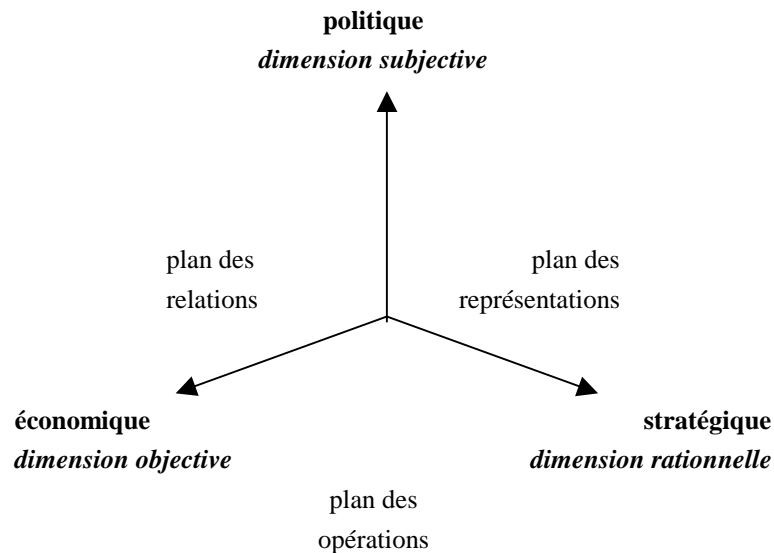 politique
dimension subjective
plan des
relations
plan des
représentations
économique
dimension objective
stratégique
dimension rationnelle
plan des
opérations